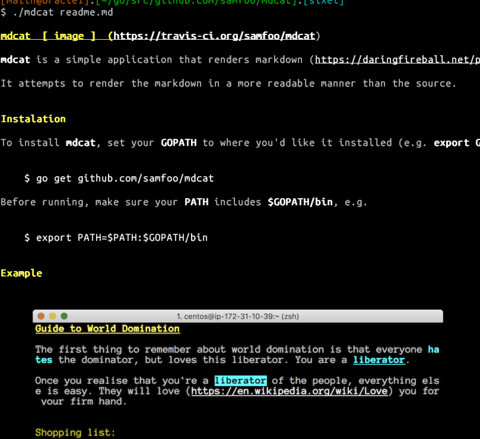 [matth@oracle1].[~/go/src/github.com/samfoo/mdcat].[sixel]
$ ./mdcat readme.md
mdcat [ image ] (https://travis-ci.org/samfoo/mdcat)
mdcat is a simple application that renders markdown (https://daringfireball.net/p
It attempts to render the markdown in a more readable manner than the source.
Instalation
To install mdcat, set your GOPATH to where you'd like it installed (e.g. export G
$ go get github.com/samfoo/mdcat
Before running, make sure your PATH includes $GOPATH/bin, e.g.
$ export PATH=$PATH:$GOPATH/bin
Example
1. centos@ip-172-31-10-39:~ (zsh)
Guide to World Domination
The first thing to remember about world domination is that everyone ha
tes the dominator, but loves this liberator. You are a liberator.
Once you realise that you're a liberator of the people, everything els
e is easy. They will love (https://en.wikipedia.org/wiki/Love) you for
your firm hand.
Shopping list: